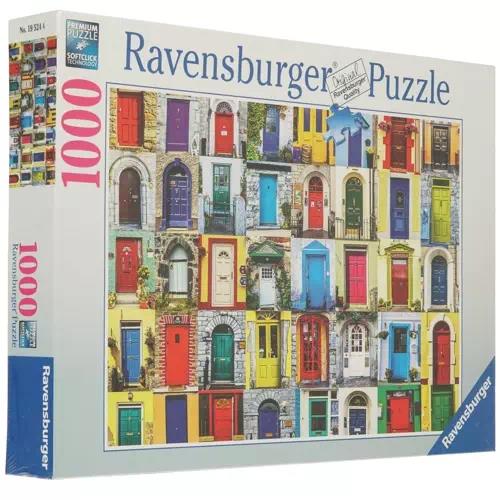 No. 19 524 4
PREMIUM
PUZZLE
SOFTCLICK
TECHNOLOGY
Ravensburger Puzzle
Original
Ravensburger
Quality
1000
1000
Ravensburger Puzzle
Ravensburger
Ravensburger